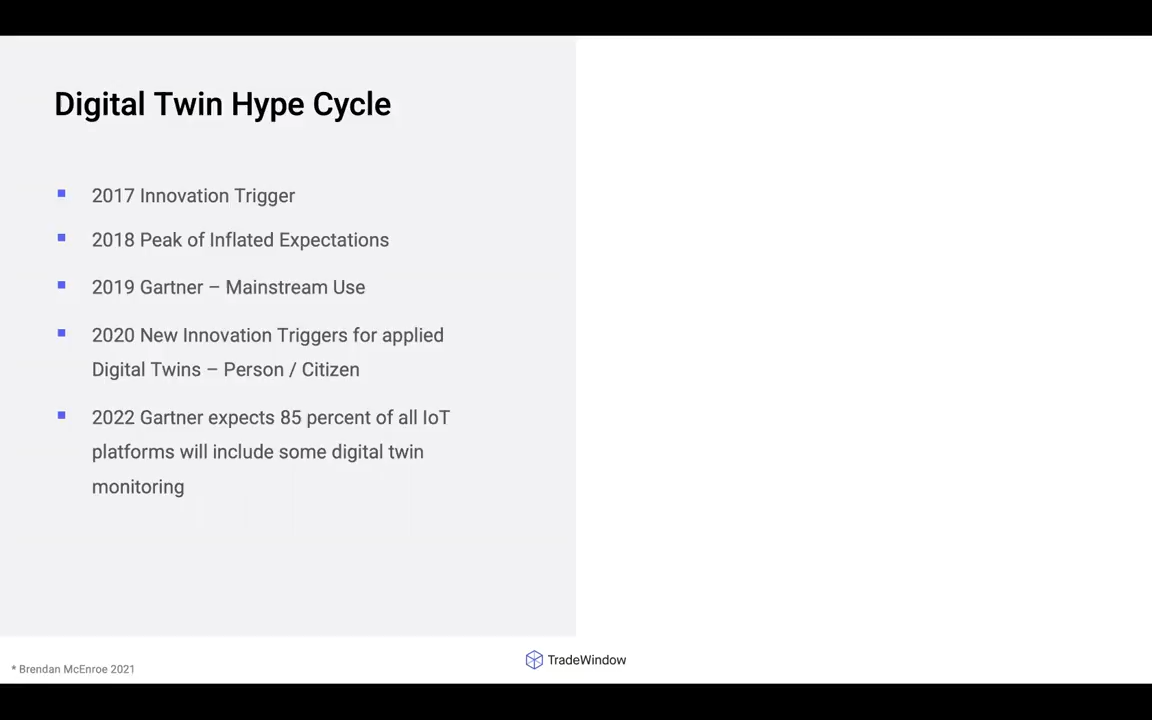 Digital Twin Hype Cycle
2017 Innovation Trigger
2018 Peak of Inflated Expectations
2019 Gartner – Mainstream Use
2020 New Innovation Triggers for applied
Digital Twins – Person / Citizen
2022 Gartner expects 85 percent of all IoT
platforms will include some digital twin
monitoring
* Brendan McEnroe 2021
TradeWindow